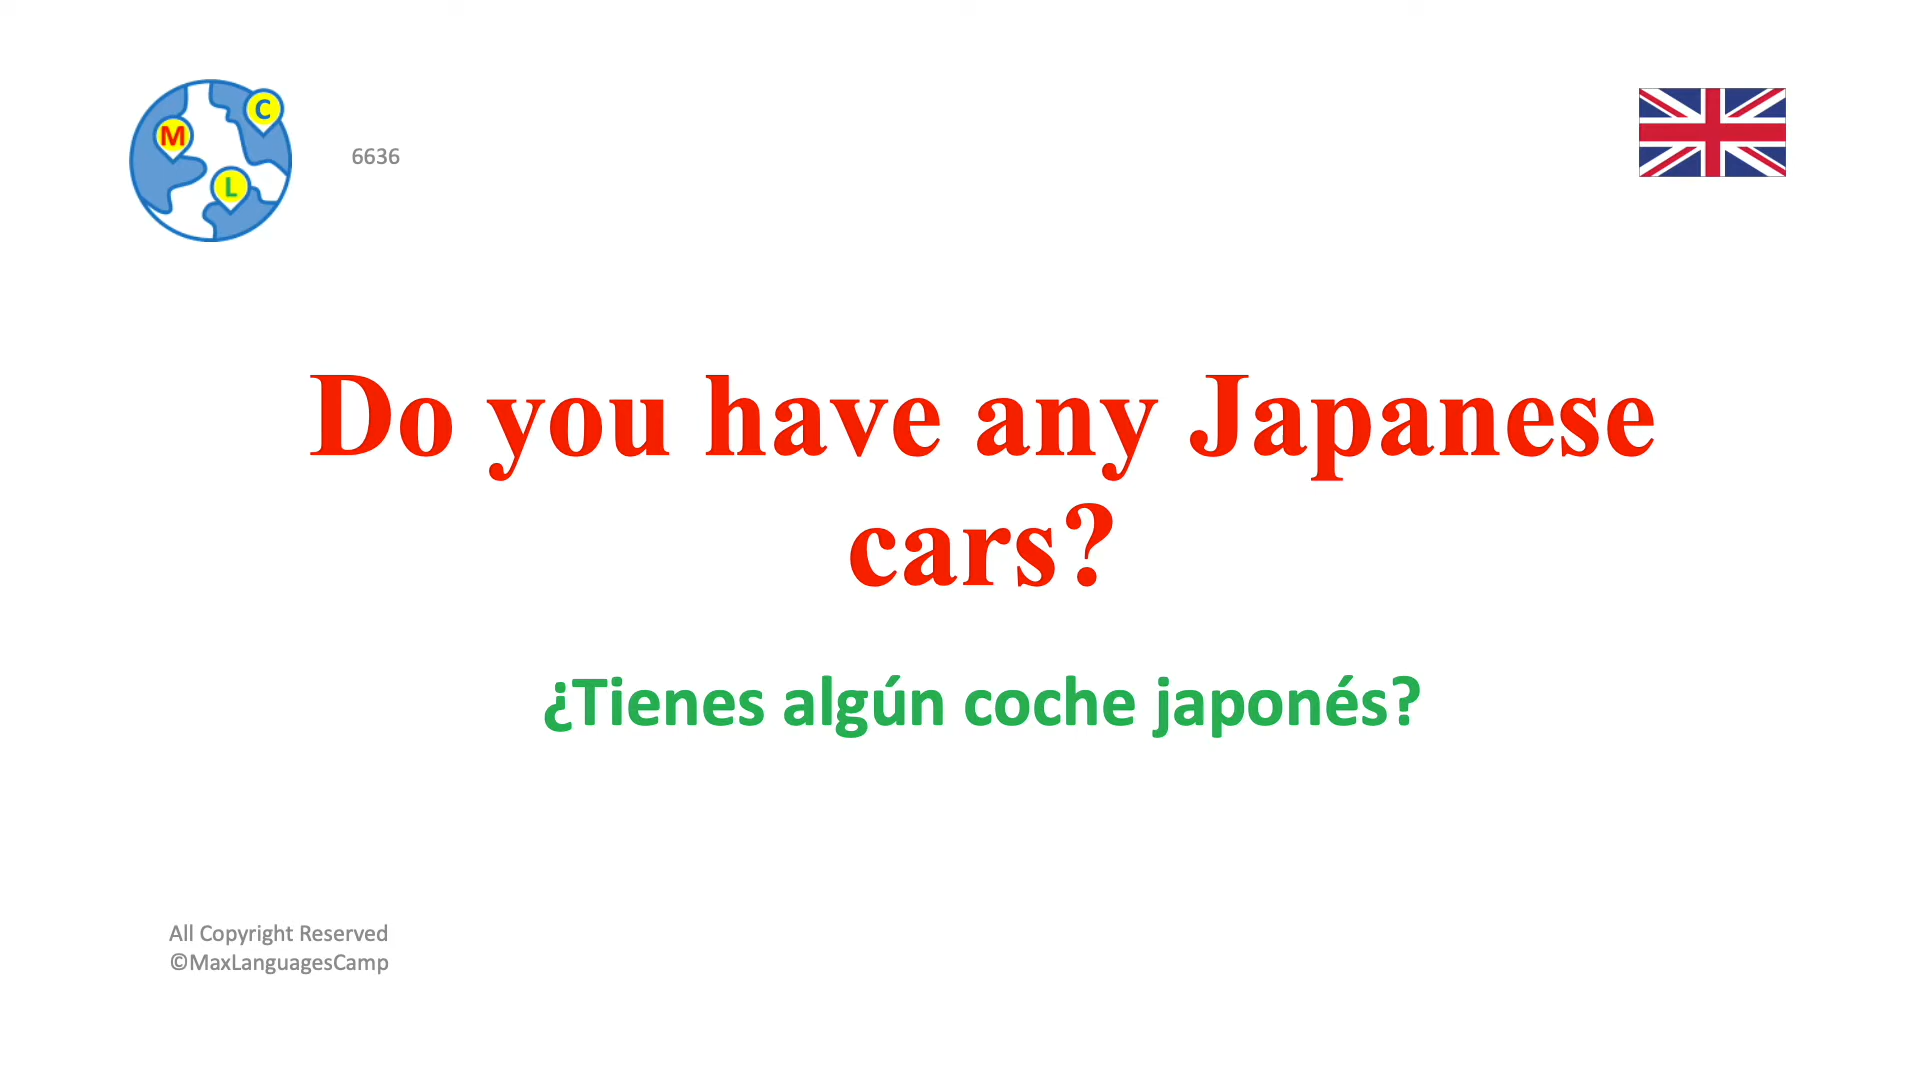 C
M
L
6636
Do you have any Japanese
cars?
¿Tienes algún coche japonés?
All Copyright Reserved
©MaxLanguagesCamp